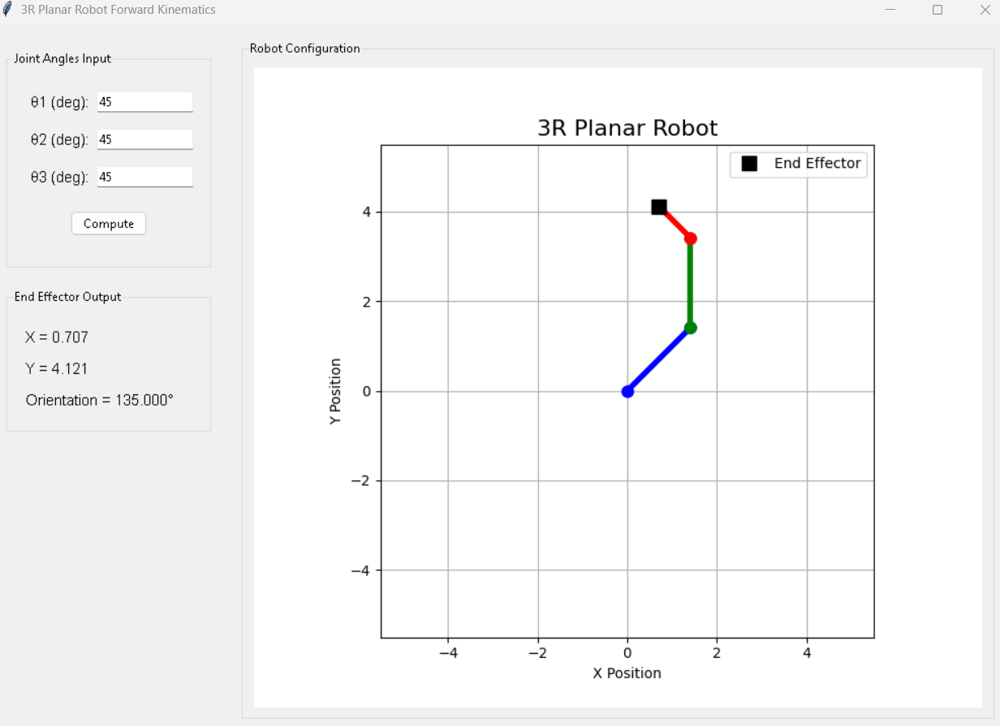 3R Planar Robot Forward Kinematics
Joint Angles Input
θ1 (deg): 45
θ2 (deg): 45
θ3 (deg): 45
Compute
End Effector Output
X = 0.707
Y = 4.121
Orientation = 135.000°
Robot Configuration
3R Planar Robot
End Effector
4
2
0
−2
−4
Y Position
−4 −2 0 2 4
X Position